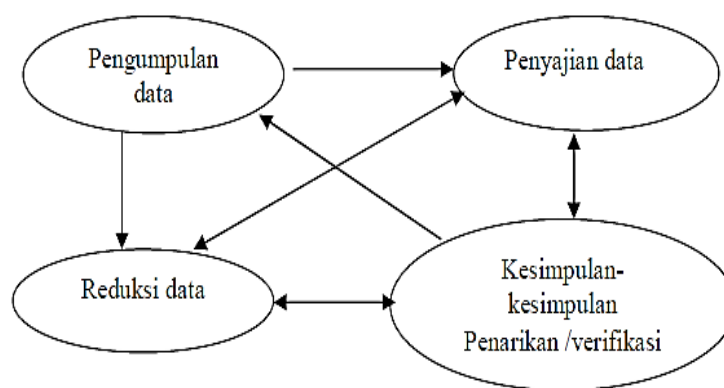 Pengumpulan
data
Penyajian data
Reduksi data
Kesimpulan-
kesimpulan
Penarikan /verifikasi